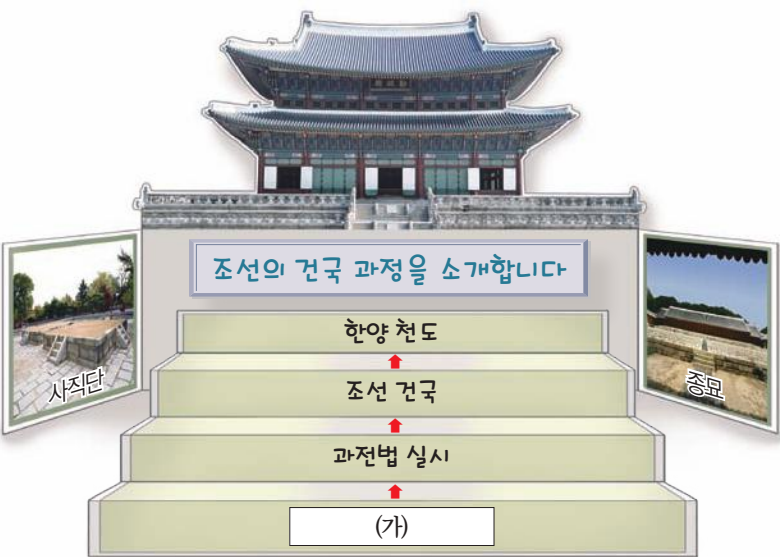 조선의 건국 과정을 소개합니다
한양 천도
사직단
종묘
조선 건국
과전법 실시
(가)